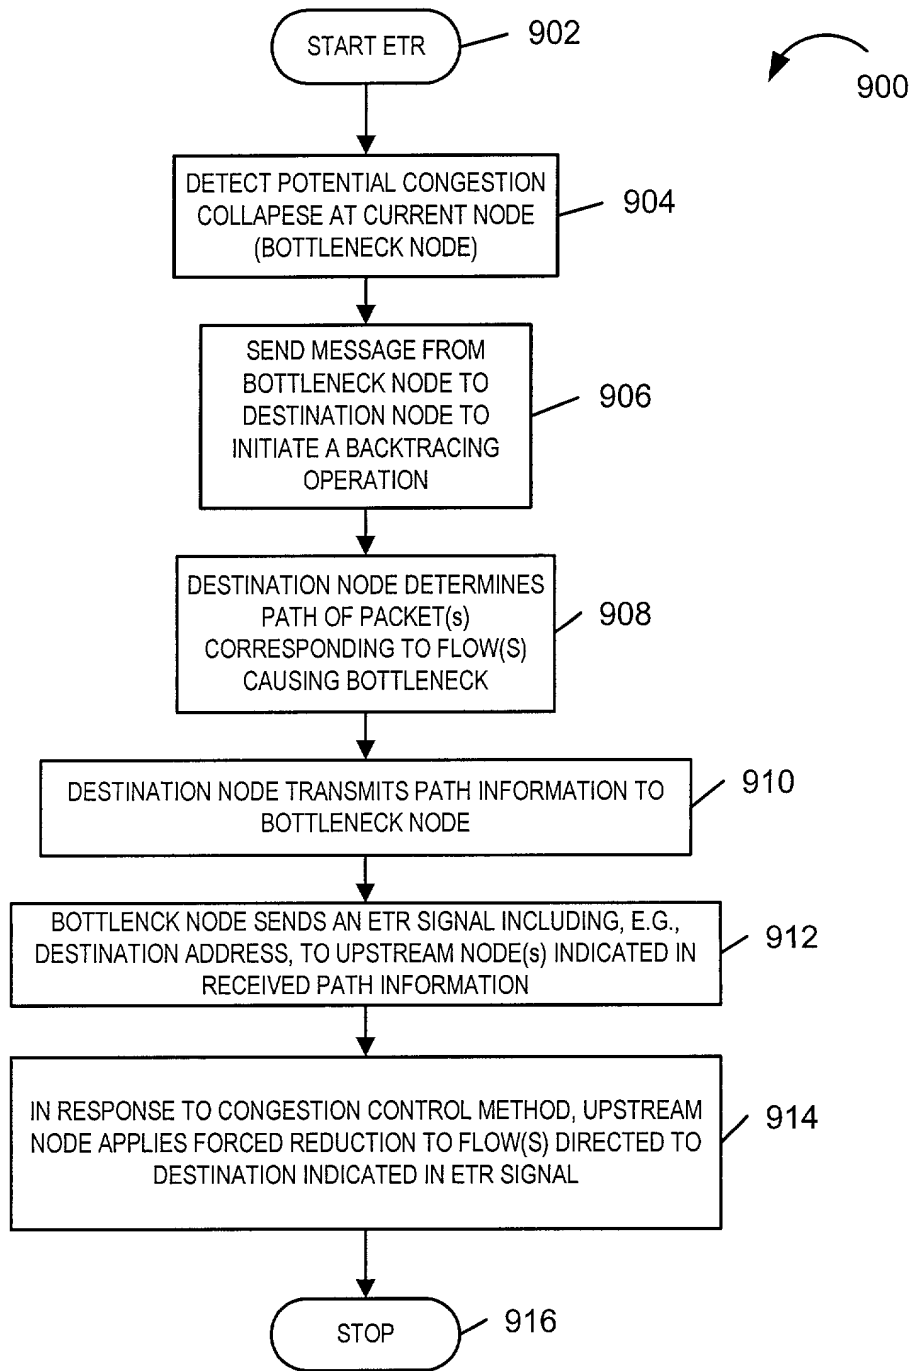 START ETR
902
900
DETECT POTENTIAL CONGESTION
COLLAPESE AT CURRENT NODE
(BOTTLENECK NODE)
904
SEND MESSAGE FROM
BOTTLENECK NODE TO
DESTINATION NODE TO
INITIATE A BACKTRACING
OPERATION
906
DESTINATION NODE DETERMINES
PATH OF PACKET(s)
CORRESPONDING TO FLOW(S)
CAUSING BOTTLENECK
908
DESTINATION NODE TRANSMITS PATH INFORMATION TO
BOTTLENECK NODE
910
BOTTLENCK NODE SENDS AN ETR SIGNAL INCLUDING, E.G.,
DESTINATION ADDRESS, TO UPSTREAM NODE(s) INDICATED IN
RECEIVED PATH INFORMATION
912
IN RESPONSE TO CONGESTION CONTROL METHOD, UPSTREAM
NODE APPLIES FORCED REDUCTION TO FLOW(S) DIRECTED TO
DESTINATION INDICATED IN ETR SIGNAL
914
STOP
916